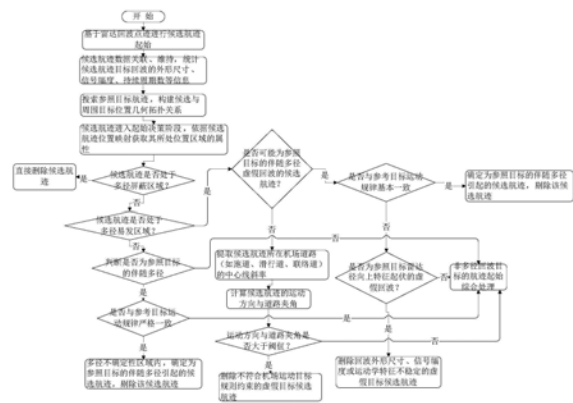 开 始
基于雷达回波点迹进行候选航迹
起始
候选航迹数据关联、维持，统计
候选航迹目标回波的外形尺寸、
信号幅度、持续周期数等信息
搜索参照目标航迹，构建候选与
周围目标位置几何拓扑关系
候选航迹进入起始决策阶段，依据候
选航迹位置映射获取其所处位置区域的属
性
候选航迹是否处于
多径屏蔽区域？
是
直接删除候选航
迹
否
候选航迹是否处于
多径易发区域？
是
否
判断是否为参照目标
的伴随多径
否
是
是否与参考目标运
动规律严格一致
是
是
多径不确定性区域内，确定为
参照目标的伴随多径引起的候
选航迹，剔除该候选航迹
是否可能为参照
目标的伴随多径
虚假回波的候选
航迹？
是
否
提取候选航迹所在机场道路
（如跑道、滑行道、联络道）
的中心线斜率
计算候选航迹的运动
方向与道路夹角
运动方向与道路夹角是
否大于阈值？
否
是
删除不符合机场运动目标
规则约束的虚假目标候选航迹
是否与参考目标运动
规律基本一致
是
否
确定为参照目标的伴随多径
引起的候选航迹，剔除该候
选航迹
是否为参照目标雷达
径向上特征起伏的虚
假回波？
否
是
删除回波外形尺寸、信号幅
度或运动学特征不稳定的虚
假目标候选航迹
非多径回波目标
的航迹起始
综合处理